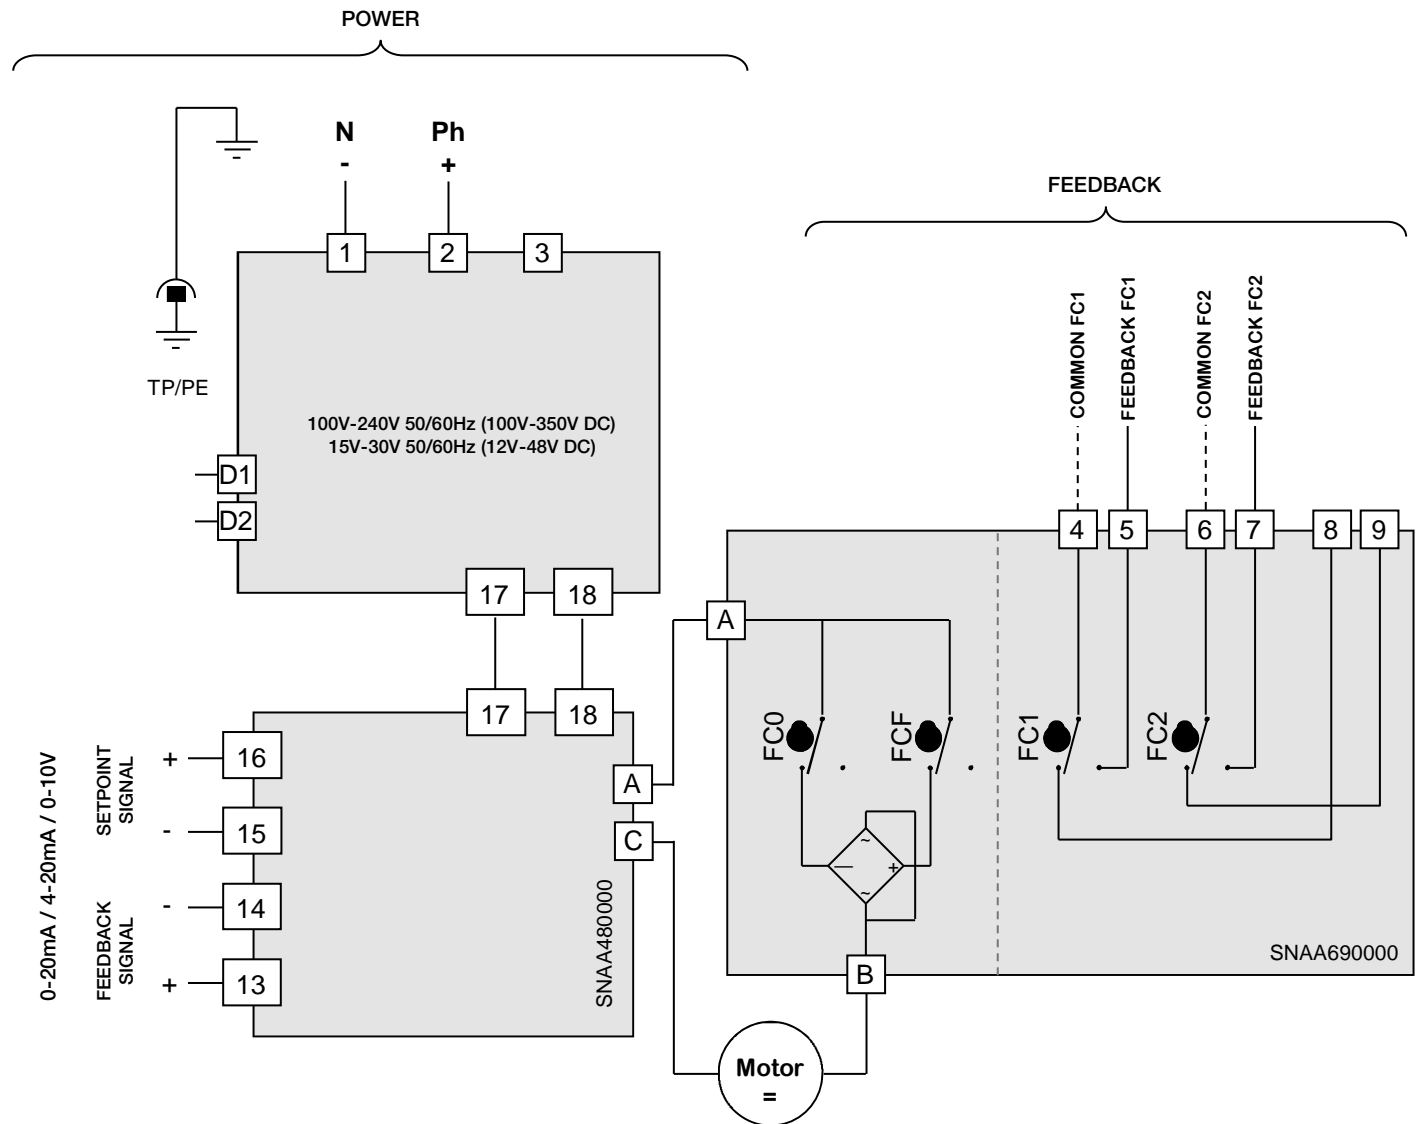 POWER
N
-
Ph
+
FEEDBACK
1
2
3
COMMON FC1
FEEDBACK FC1
COMMON FC2
FEEDBACK FC2
TP/PE
100V-240V 50/60Hz (100V-350V DC)
15V-30V 50/60Hz (12V-48V DC)
D1
D2
4
5
6
7
8
9
17
18
A
17
18
FC0
FCF
FC1
FC2
0-20mA / 4-20mA / 0-10V
SETPOINT
SIGNAL
+
16
-
15
FEEDBACK
SIGNAL
-
14
+
13
A
C
SNAA480000
~
—
+
~
SNAA690000
B
Motor
=